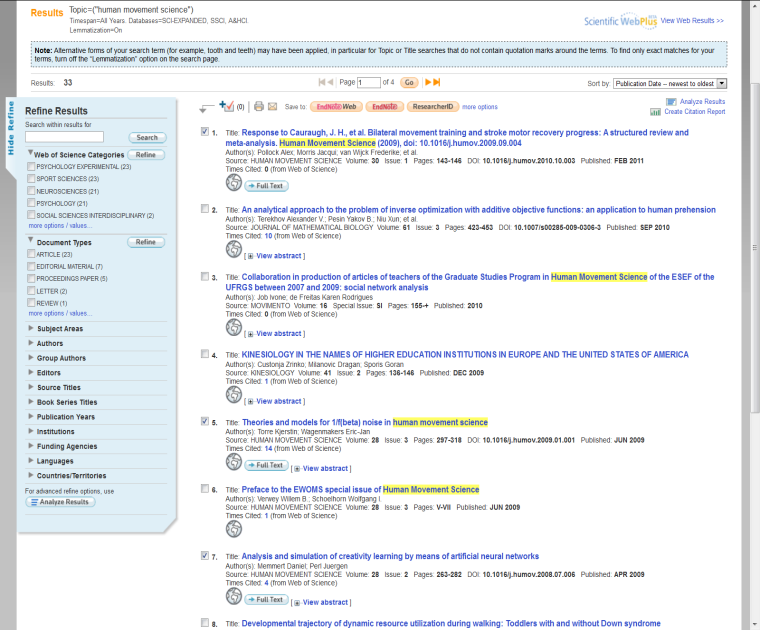 Results Topic=("human movement science")
Timespan=All Years. Databases=SCI-EXPANDED, SSCI, A&HCI.
Lemmatization=On
Scientific WebPlus View Web Results >>
Note: Alternative forms of your search term (for example, tooth and teeth) may have been applied, in particular for Topic or Title searches that do not contain quotation marks around the terms. To find only exact matches for your
terms, turn off the "Lemmatization" option on the search page.
Results: 33
Page 1 of 4 Go
Sort by: Publication Date -- newest to oldest
Hide Refine
Refine Results
Search within results for
Search
Web of Science Categories Refine
PSYCHOLOGY EXPERIMENTAL (23)
SPORT SCIENCES (23)
NEUROSCIENCES (21)
PSYCHOLOGY (21)
SOCIAL SCIENCES INTERDISCIPLINARY (2)
more options / values...
Document Types Refine
ARTICLE (23)
EDITORIAL MATERIAL (7)
PROCEEDINGS PAPER (5)
LETTER (2)
REVIEW (1)
more options / values...
Subject Areas
Authors
Group Authors
Editors
Source Titles
Book Series Titles
Publication Years
Institutions
Funding Agencies
Languages
Countries/Territories
For advanced refine options, use
Analyze Results
(0) Save to: EndNote Web EndNote ResearcherID more options
Analyze Results
Create Citation Report
1. Title: Response to Cauraugh, J. H., et al. Bilateral movement training and stroke motor recovery progress: A structured review and
meta-analysis. Human Movement Science (2009), doi: 10.1016/j.humov.2009.09.004
Author(s): Pollock Alex; Morris Jacqui; van Wijck Frederike; et al.
Source: HUMAN MOVEMENT SCIENCE Volume: 30 Issue: 1 Pages: 143-146 DOI: 10.1016/j.humov.2010.10.003 Published: FEB 2011
Times Cited: 0 (from Web of Science)
Full Text
2. Title: An analytical approach to the problem of inverse optimization with additive objective functions: an application to human prehension
Author(s): Terekhov Alexander V.; Pesin Yakov B.; Niu Xun; et al.
Source: JOURNAL OF MATHEMATICAL BIOLOGY Volume: 61 Issue: 3 Pages: 423-453 DOI: 10.1007/s00285-009-0306-3 Published: SEP 2010
Times Cited: 10 (from Web of Science)
[ View abstract ]
3. Title: Collaboration in production of articles of teachers of the Graduate Studies Program in Human Movement Science of the ESEF of the
UFRGS between 2007 and 2009: social network analysis
Author(s): Job Ivone; de Freitas Karen Rodrigues
Source: MOVIMENTO Volume: 16 Special Issue: SI Pages: 155-+ Published: 2010
Times Cited: 0 (from Web of Science)
[ View abstract ]
4. Title: KINESIOLOGY IN THE NAMES OF HIGHER EDUCATION INSTITUTIONS IN EUROPE AND THE UNITED STATES OF AMERICA
Author(s): Custonja Zrinko; Milanovic Dragan; Sporis Goran
Source: KINESIOLOGY Volume: 41 Issue: 2 Pages: 136-146 Published: DEC 2009
Times Cited: 1 (from Web of Science)
[ View abstract ]
5. Title: Theories and models for 1/f(beta) noise in human movement science
Author(s): Torre Kjerstin; Wagenmakers Eric-Jan
Source: HUMAN MOVEMENT SCIENCE Volume: 28 Issue: 3 Pages: 297-318 DOI: 10.1016/j.humov.2009.01.001 Published: JUN 2009
Times Cited: 14 (from Web of Science)
Full Text [ View abstract ]
6. Title: Preface to the EWOMS special issue of Human Movement Science
Author(s): Verwey Willem B.; Schoelhorn Wolfgang I.
Source: HUMAN MOVEMENT SCIENCE Volume: 28 Issue: 3 Pages: V-VII Published: JUN 2009
Times Cited: 1 (from Web of Science)
7. Title: Analysis and simulation of creativity learning by means of artificial neural networks
Author(s): Memmert Daniel; Perl Juergen
Source: HUMAN MOVEMENT SCIENCE Volume: 28 Issue: 2 Pages: 263-282 DOI: 10.1016/j.humov.2008.07.006 Published: APR 2009
Times Cited: 4 (from Web of Science)
Full Text [ View abstract ]
8. Title: Developmental trajectory of dynamic resource utilization during walking: Toddlers with and without Down syndrome